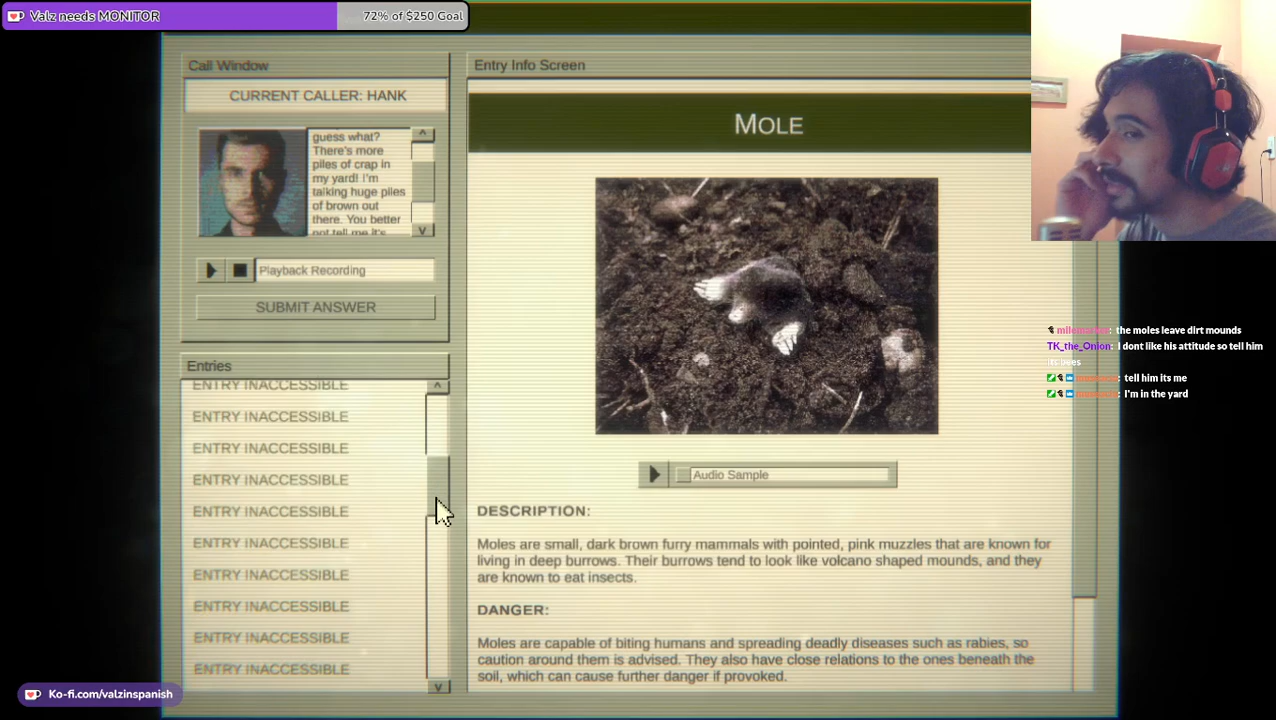 Valz needs MONITOR
72% of $250 Goal
Call Window
CURRENT CALLER: HANK
guess what?
There's more
piles of crap in
my yard! I'm
talking huge piles
of brown out
there. You better
not tell me it's
Playback Recording
SUBMIT ANSWER
Entries
ENTRY INACCESSIBLE
ENTRY INACCESSIBLE
ENTRY INACCESSIBLE
ENTRY INACCESSIBLE
ENTRY INACCESSIBLE
ENTRY INACCESSIBLE
ENTRY INACCESSIBLE
ENTRY INACCESSIBLE
ENTRY INACCESSIBLE
ENTRY INACCESSIBLE
Ko-fi.com/valzinspanish
Entry Info Screen
MOLE
Audio Sample
DESCRIPTION:
Moles are small, dark brown furry mammals with pointed, pink muzzles that are known for
living in deep burrows. Their burrows tend to look like volcano shaped mounds, and they
are known to eat insects.
DANGER:
Moles are capable of biting humans and spreading deadly diseases such as rabies, so
caution around them is advised. They also have close relations to the ones beneath the
soil, which can cause further danger if provoked.
the moles leave dirt mounds
TK_the_Onion: I dont like his attitude so tell him
its bees
tell him its me
I'm in the yard